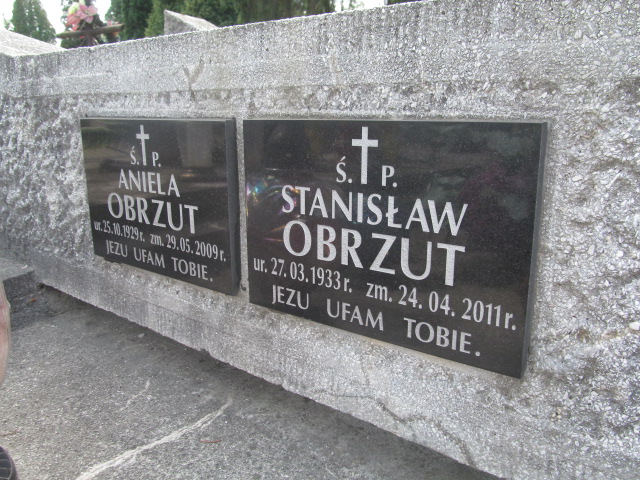 Ś. P.
ANIELA
OBRZUT
ur. 25.10.1929 r. zm. 29.05.2009 r.
JEZU UFAM TOBIE.
Ś. P.
STANISŁAW
OBRZUT
ur. 27.03.1933 r. zm. 24.04.2011 r.
JEZU UFAM TOBIE.